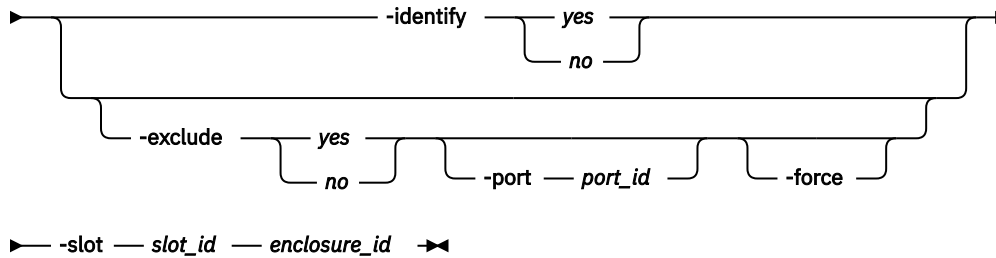 -identify yes
no
-exclude yes
no
-port port_id
-force
-slot slot_id enclosure_id